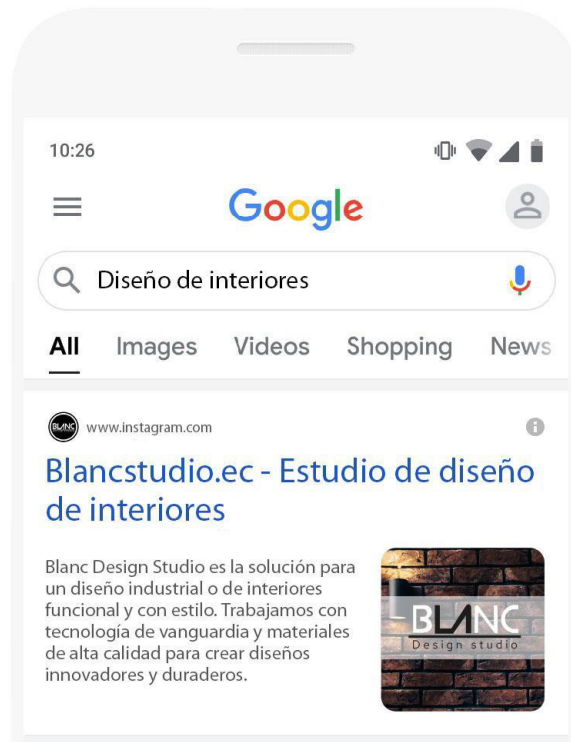 10:26
Google
Diseño de interiores
All Images Videos Shopping News
BLANC www.instagram.com
Blancstudio.ec - Estudio de diseño
de interiores
Blanc Design Studio es la solución para
un diseño industrial o de interiores
funcional y con estilo. Trabajamos con
tecnología de vanguardia y materiales
de alta calidad para crear diseños
innovadores y duraderos.
BLANC
Design studio